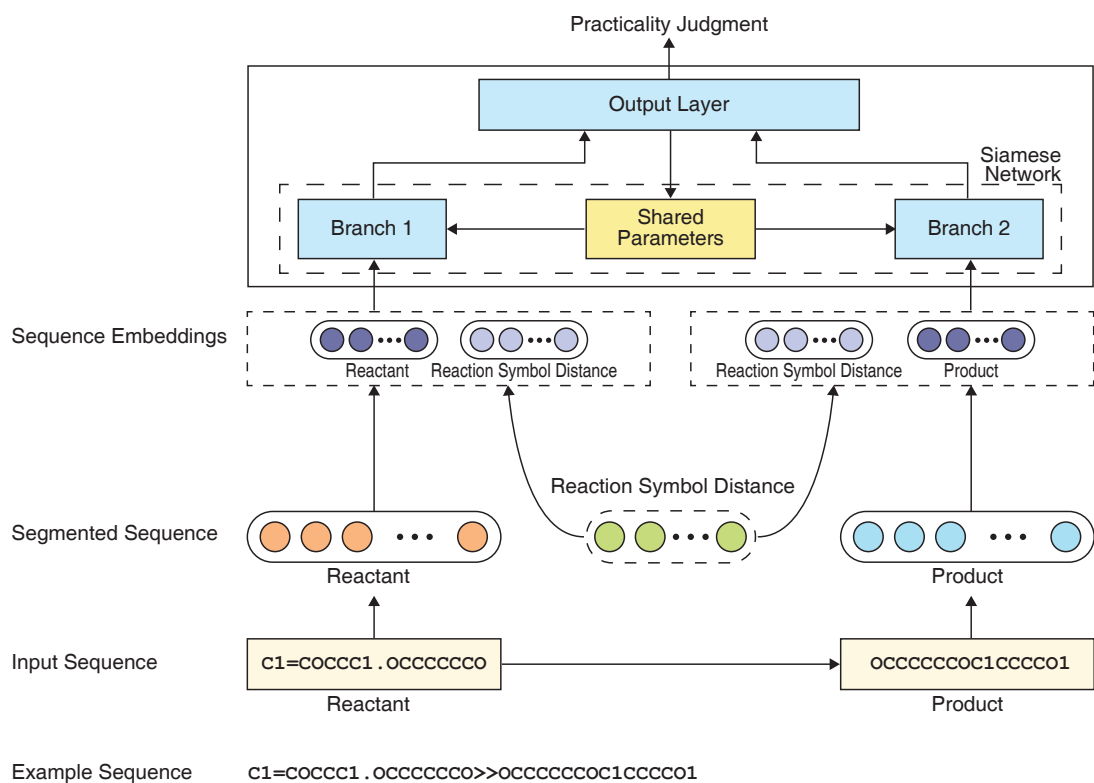 Practicality Judgment
Output Layer
Siamese
Network
Branch 1
Shared
Parameters
Branch 2
Sequence Embeddings
Reactant
Reaction Symbol Distance
Reaction Symbol Distance
Product
Reaction Symbol Distance
Segmented Sequence
Reactant
Product
Input Sequence
C1=COCCC1.OCCCCCCO
OCCCCCCOC1CCCCO1
Reactant
Product
Example Sequence
C1=COCCC1.OCCCCCCO>>OCCCCCCOC1CCCCO1